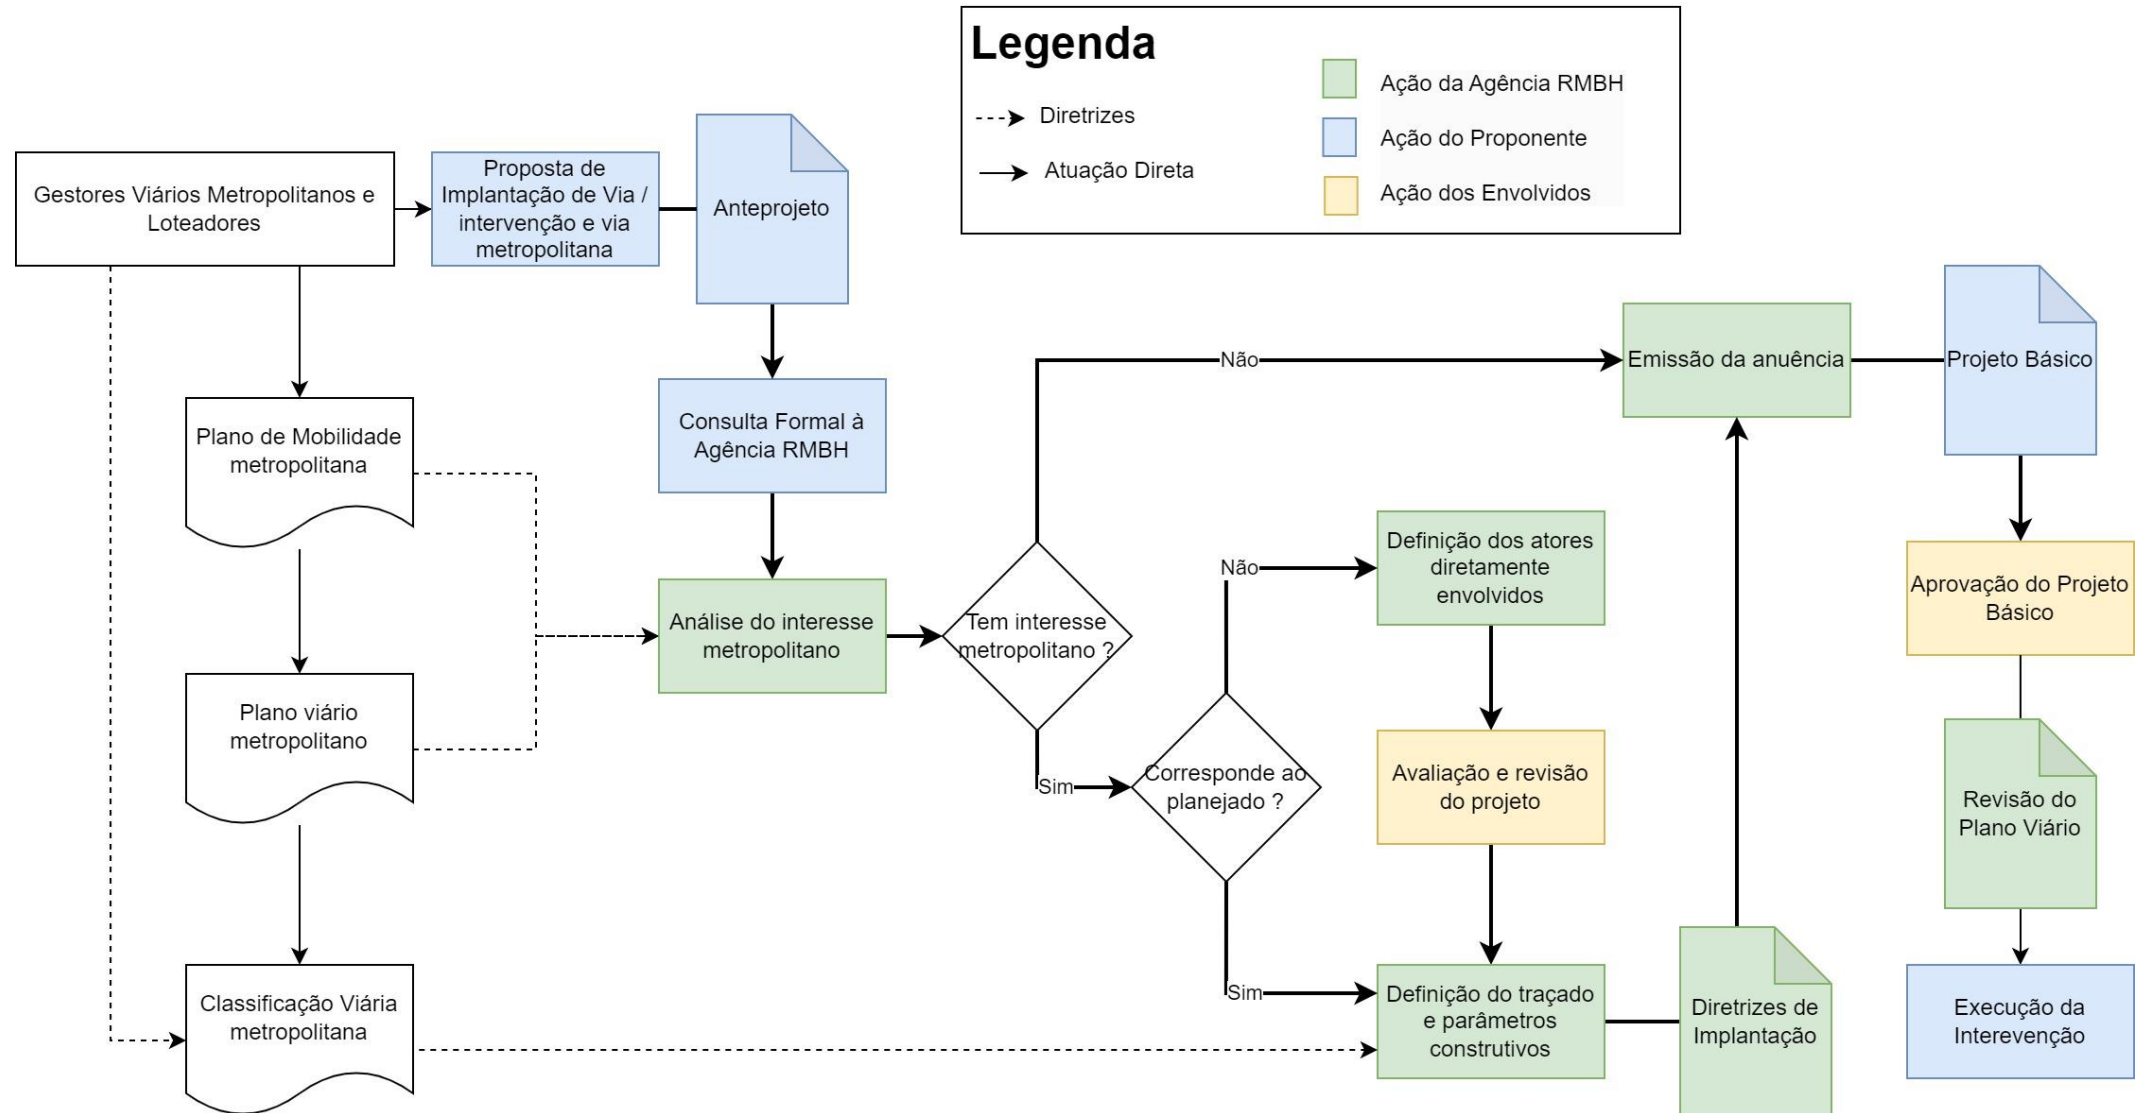 Legenda
Diretrizes
Atuação Direta
Ação da Agência RMBH
Ação do Proponente
Ação dos Envolvidos
Gestores Viários Metropolitanos e
Loteadores
Proposta de
Implantação de Via /
intervenção e via
metropolitana
Anteprojeto
Consulta Formal à
Agência RMBH
Plano de Mobilidade
metropolitana
Plano viário
metropolitano
Classificação Viária
metropolitana
Análise do interesse
metropolitano
Tem interesse
metropolitano ?
Não
Sim
Corresponde ao
planejado ?
Não
Sim
Definição dos atores
diretamente
envolvidos
Avaliação e revisão
do projeto
Definição do traçado
e parâmetros
construtivos
Diretrizes de
Implantação
Emissão da anuência
Projeto Básico
Aprovação do Projeto
Básico
Revisão do
Plano Viário
Execução da
Interevenção